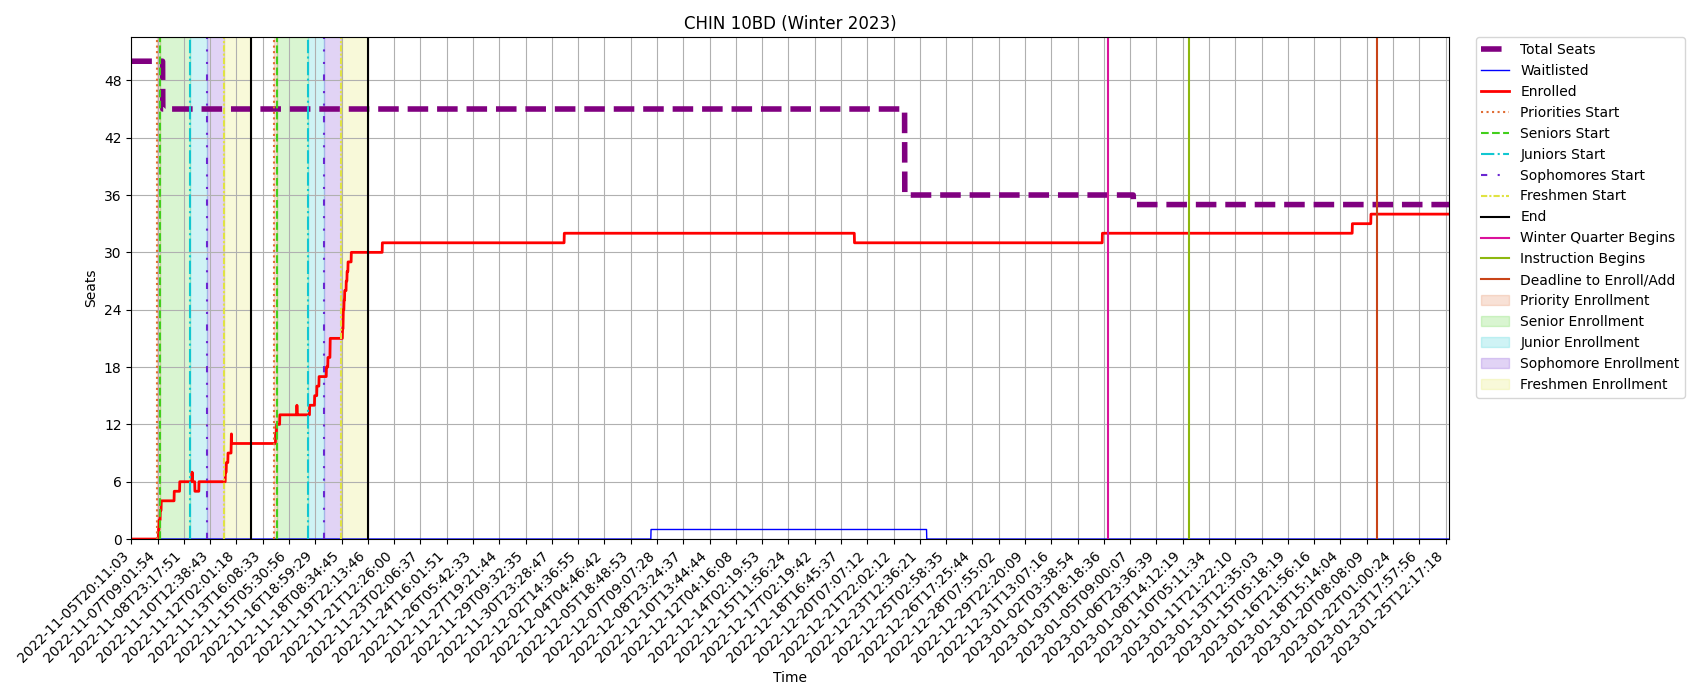 CHIN 10BD (Winter 2023)
Seats
48
42
36
30
24
18
12
6
0
2022-11-05T20:11:03
2022-11-07T09:01:54
2022-11-08T23:17:51
2022-11-10T12:38:43
2022-11-12T02:01:18
2022-11-13T16:08:33
2022-11-15T05:30:56
2022-11-16T18:59:29
2022-11-18T08:34:45
2022-11-19T22:13:46
2022-11-21T12:26:00
2022-11-23T02:06:37
2022-11-24T16:01:51
2022-11-26T05:42:33
2022-11-27T19:21:44
2022-11-29T09:32:35
2022-11-30T23:28:47
2022-12-02T14:36:55
2022-12-04T04:46:42
2022-12-05T18:48:53
2022-12-07T09:07:28
2022-12-08T23:24:37
2022-12-10T13:44:44
2022-12-12T04:16:08
2022-12-14T02:19:53
2022-12-15T11:56:24
2022-12-17T02:19:42
2022-12-18T16:45:37
2022-12-20T07:07:12
2022-12-21T22:02:12
2022-12-23T12:36:21
2022-12-25T02:58:35
2022-12-26T17:25:44
2022-12-28T07:55:02
2022-12-29T22:20:09
2022-12-31T13:07:16
2023-01-02T03:38:54
2023-01-03T18:18:36
2023-01-05T09:00:07
2023-01-06T23:36:39
2023-01-08T14:12:19
2023-01-10T05:11:34
2023-01-11T21:22:10
2023-01-13T12:35:03
2023-01-15T05:18:19
2023-01-16T21:56:16
2023-01-18T15:14:04
2023-01-20T08:08:09
2023-01-22T01:00:24
2023-01-23T17:57:56
2023-01-25T12:17:18
Time
Total Seats
Waitlisted
Enrolled
Priorities Start
Seniors Start
Juniors Start
Sophomores Start
Freshmen Start
End
Winter Quarter Begins
Instruction Begins
Deadline to Enroll/Add
Priority Enrollment
Senior Enrollment
Junior Enrollment
Sophomore Enrollment
Freshmen Enrollment